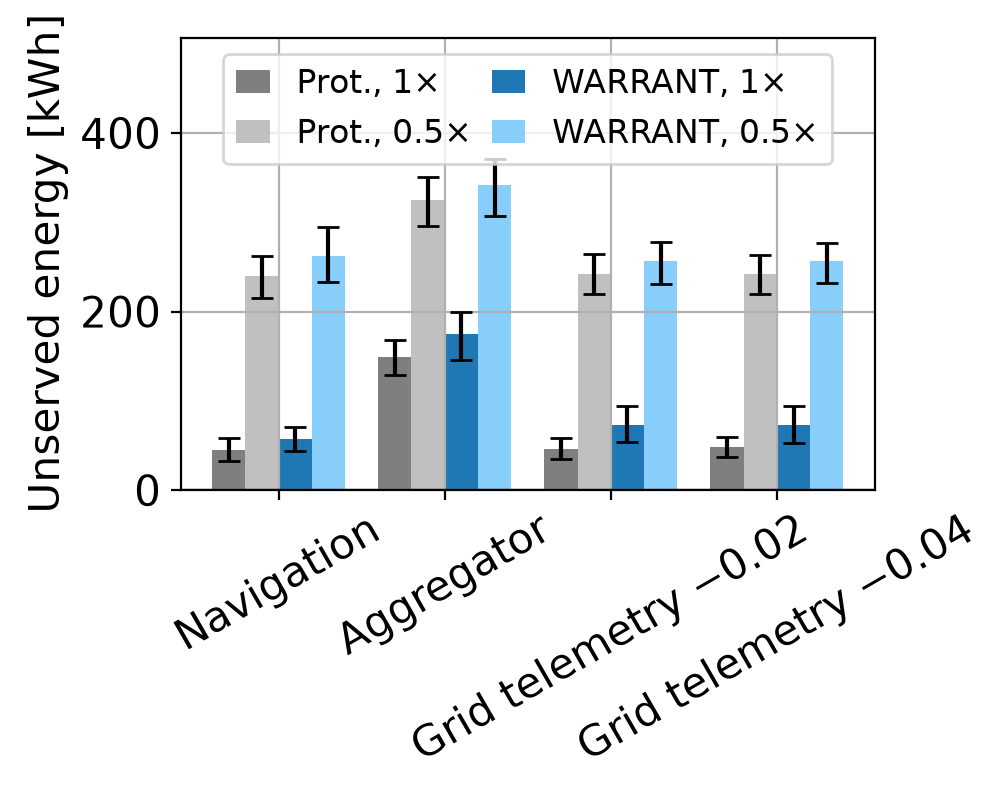 Unserved energy [kWh]
400
200
0
Prot., 1×
Prot., 0.5×
WARRANT, 1×
WARRANT, 0.5×
Navigation
Aggregator
Grid telemetry −0.02
Grid telemetry −0.04